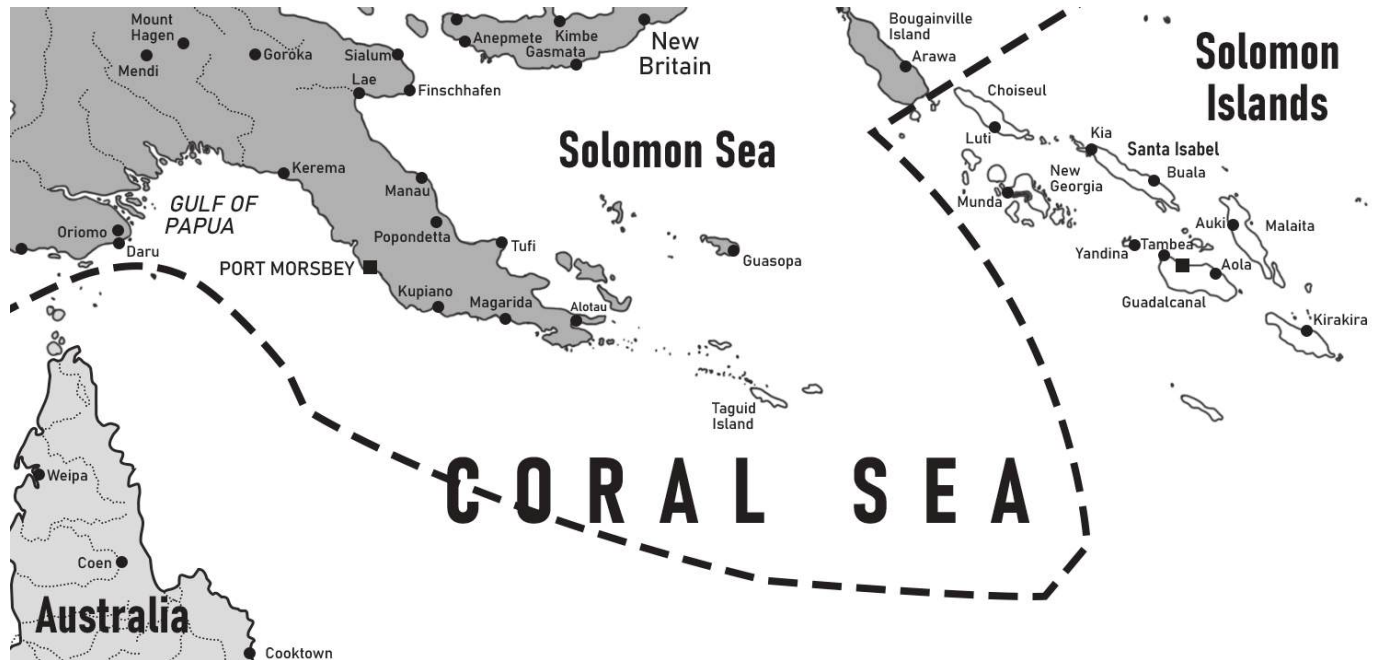 Mount
Hagen
Mendi
Goroka
Sialum
Lae
Finschhafen
Anepmete
Kimbe
Gasmata
New
Britain
Bougainville
Island
Arawa
Solomon
Islands
Choiseul
Luti
Kia
Santa Isabel
Buala
New
Georgia
Munda
Solomon Sea
Kerema
Manau
GULF OF
PAPUA
Oriomo
Daru
Popondetta
Tufi
Guasopa
Auki
Malaita
Yandina
Tambea
Aola
Guadalcanal
Kirakira
PORT MORSBEY
Kupiano
Magarida
Alotau
Taguid
Island
CORAL SEA
Weipa
Coen
Australia
Cooktown